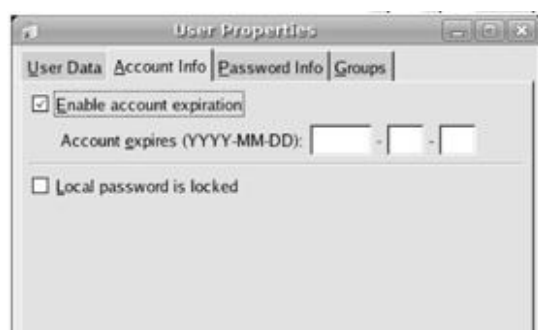 User Properties
User Data Account Info Password Info Groups
Enable account expiration
Account expires (YYYY-MM-DD): - -
Local password is locked